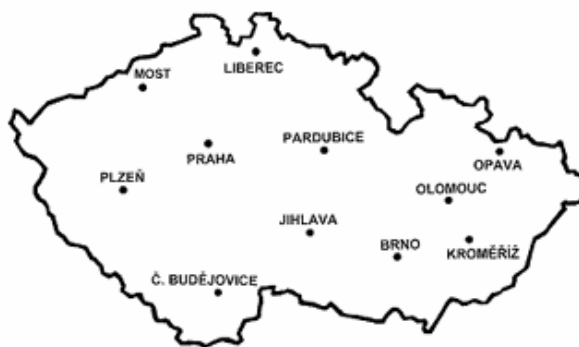 LIBEREC
MOST
PARDUBICE
PRAHA
OPAVA
PLZEŇ
OLOMOUC
JIHLAVA
BRNO
KROMĚŘÍŽ
Č. BUDĚJOVICE